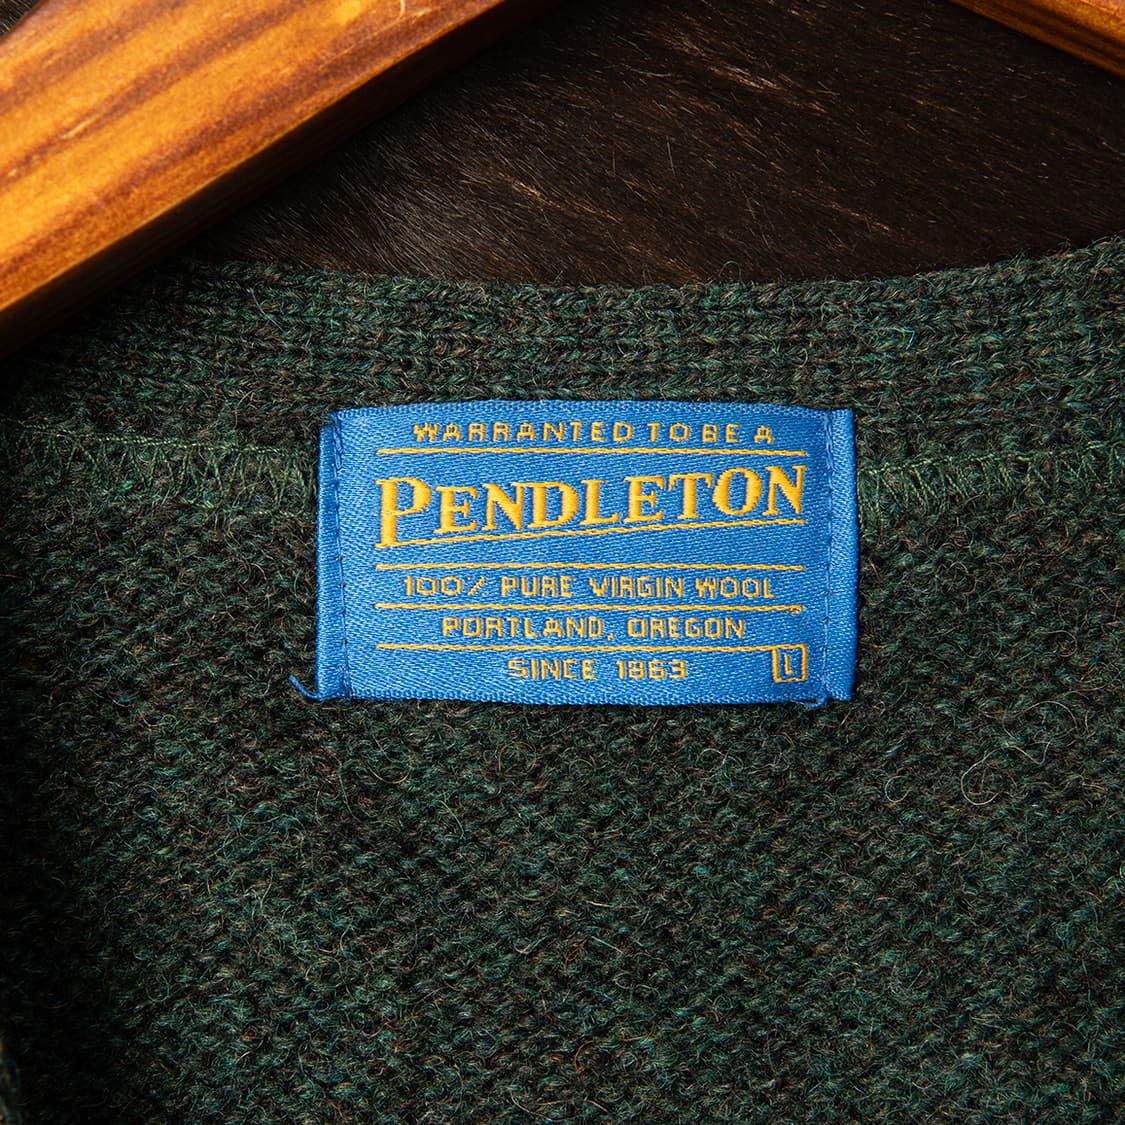 WARRANTED TO BE A
PENDLETON
100% PURE VIRGIN WOOL
PORTLAND, OREGON
SINCE 1863
L